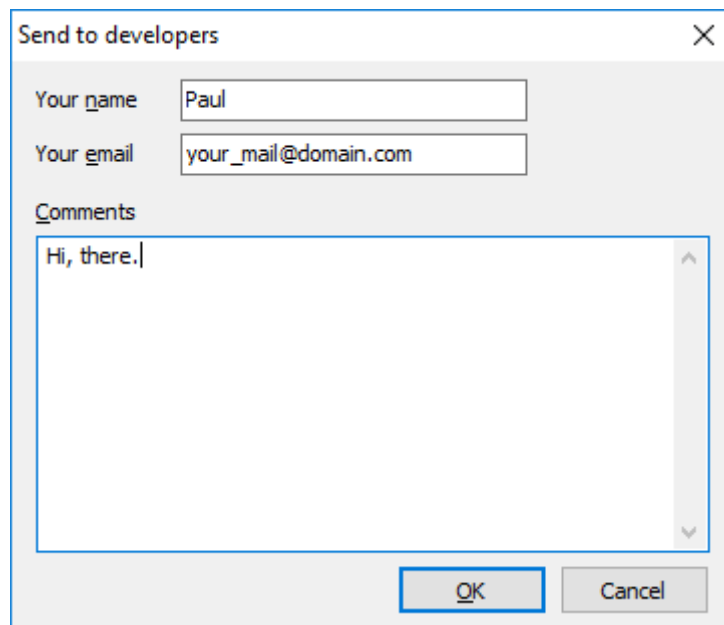 Send to developers
Your name Paul
Your email your_mail@domain.com
Comments
Hi, there.
OK Cancel